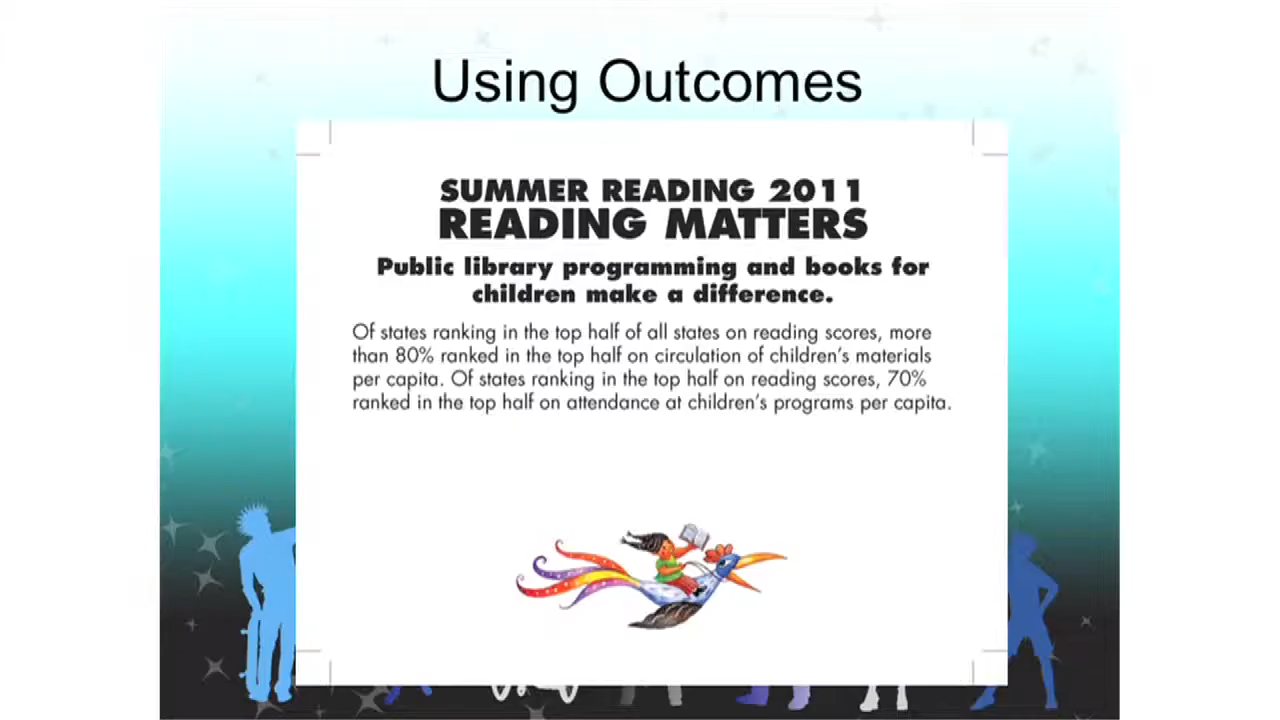 Using Outcomes
SUMMER READING 2011
READING MATTERS
Public library programming and books for
children make a difference.
Of states ranking in the top half of all states on reading scores, more
than 80% ranked in the top half on circulation of children’s materials
per capita. Of states ranking in the top half on reading scores, 70%
ranked in the top half on attendance at children’s programs per capita.